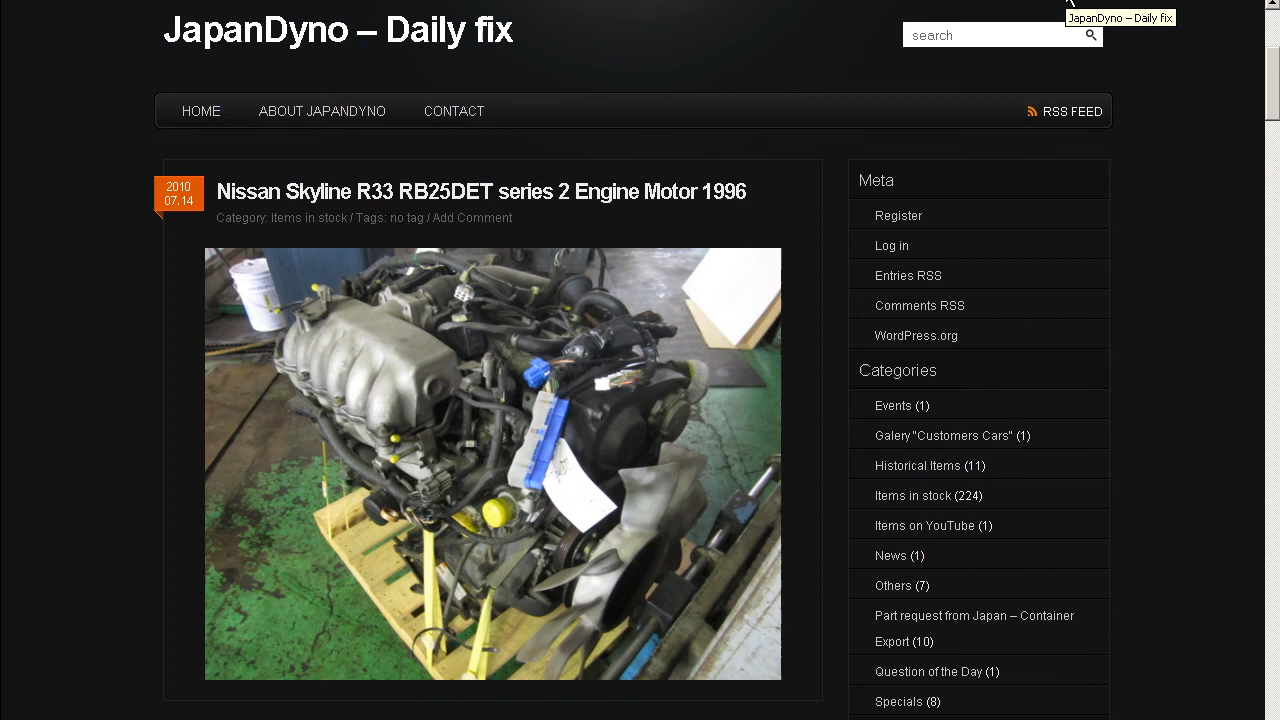 JapanDyno – Daily fix
JapanDyno – Daily fix
search
HOME
ABOUT JAPANDYNO
CONTACT
RSS FEED
2010
07.14
Nissan Skyline R33 RB25DET series 2 Engine Motor 1996
Category: Items in stock / Tags: no tag / Add Comment
Meta
Register
Log in
Entries RSS
Comments RSS
WordPress.org
Categories
Events (1)
Galery "Customers Cars" (1)
Historical Items (11)
Items in stock (224)
Items on YouTube (1)
News (1)
Others (7)
Part request from Japan – Container
Export (10)
Question of the Day (1)
Specials (8)